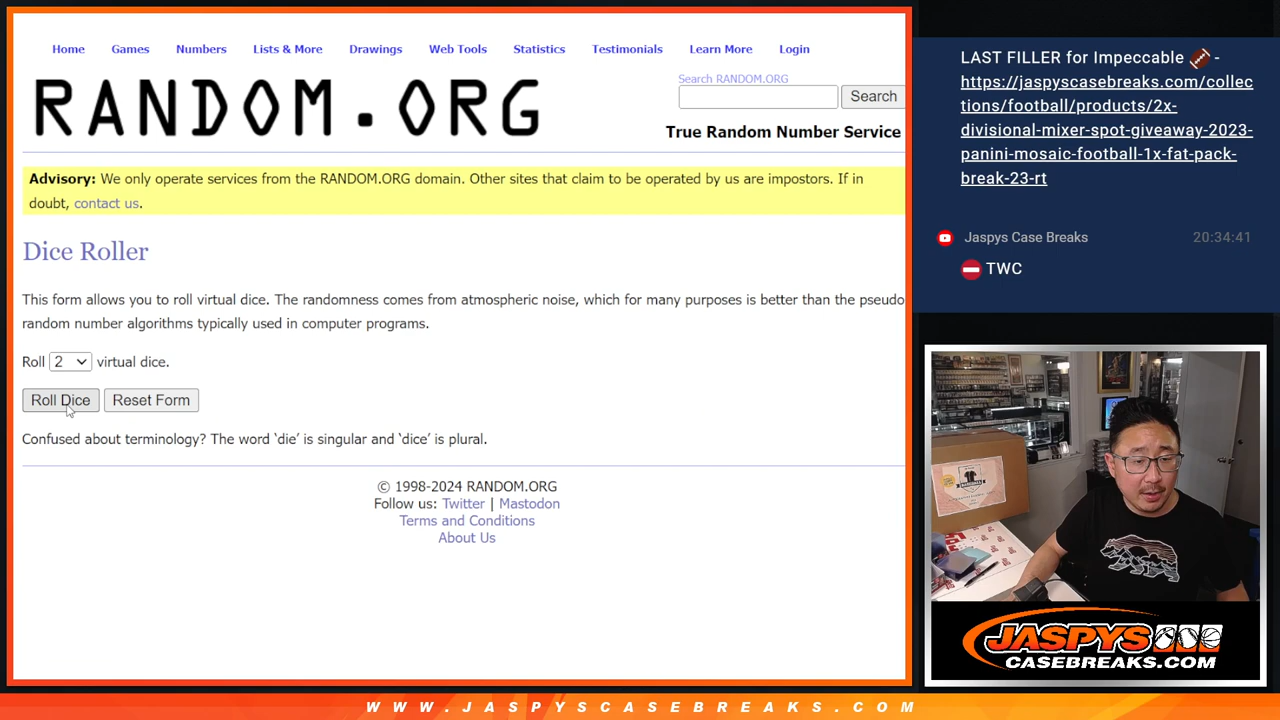 Home Games Numbers Lists & More Drawings Web Tools Statistics Testimonials Learn More Login
RANDOM.ORG
Search RANDOM.ORG
Search
True Random Number Service
Advisory: We only operate services from the RANDOM.ORG domain. Other sites that claim to be operated by us are impostors. If in
doubt, contact us.
Dice Roller
This form allows you to roll virtual dice. The randomness comes from atmospheric noise, which for many purposes is better than the pseudo
random number algorithms typically used in computer programs.
Roll 2 virtual dice.
Roll Dice Reset Form
Confused about terminology? The word ‘die’ is singular and ‘dice’ is plural.
© 1998-2024 RANDOM.ORG
Follow us: Twitter | Mastodon
Terms and Conditions
About Us
LAST FILLER for Impeccable 🏈 -
https://jaspyscasebreaks.com/collec
tions/football/products/2x-
divisional-mixer-spot-giveaway-2023-
panini-mosaic-football-1x-fat-pack-
break-23-rt
Jaspys Case Breaks 20:34:41
⛔ TWC
JASPYS
CASEBREAKS.COM
WWW.JASPYSCASEBREAKS.COM